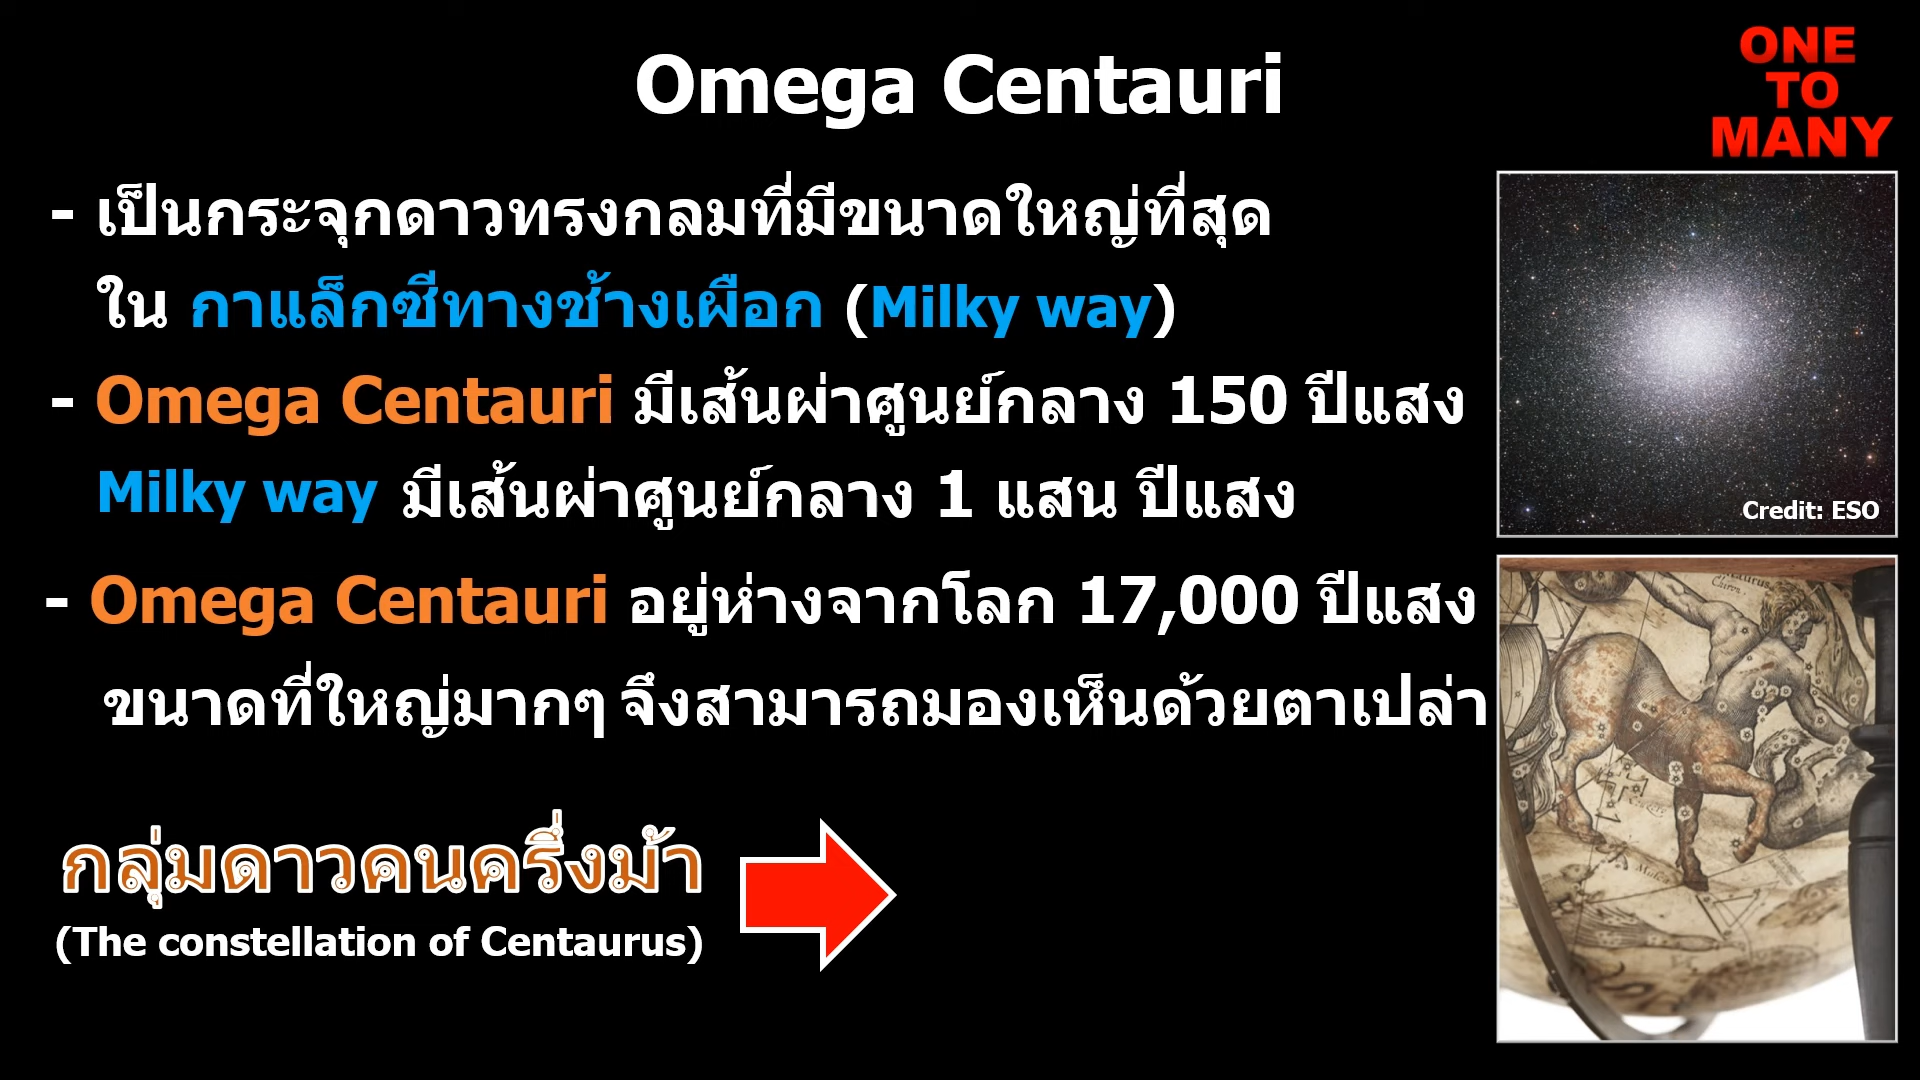 Omega Centauri
ONE
TO
MANY
- เป็นกระจุกดาวทรงกลมที่มีขนาดใหญ่ที่สุด
ใน กาแล็กซีทางช้างเผือก (Milky way)
- Omega Centauri มีเส้นผ่าศูนย์กลาง 150 ปีแสง
Milky way มีเส้นผ่าศูนย์กลาง 1 แสน ปีแสง
- Omega Centauri อยู่ห่างจากโลก 17,000 ปีแสง
ขนาดที่ใหญ่มากๆ จึงสามารถมองเห็นด้วยตาเปล่า
กลุ่มดาวคนครึ่งม้า
(The constellation of Centaurus)
Credit: ESO
Chiron